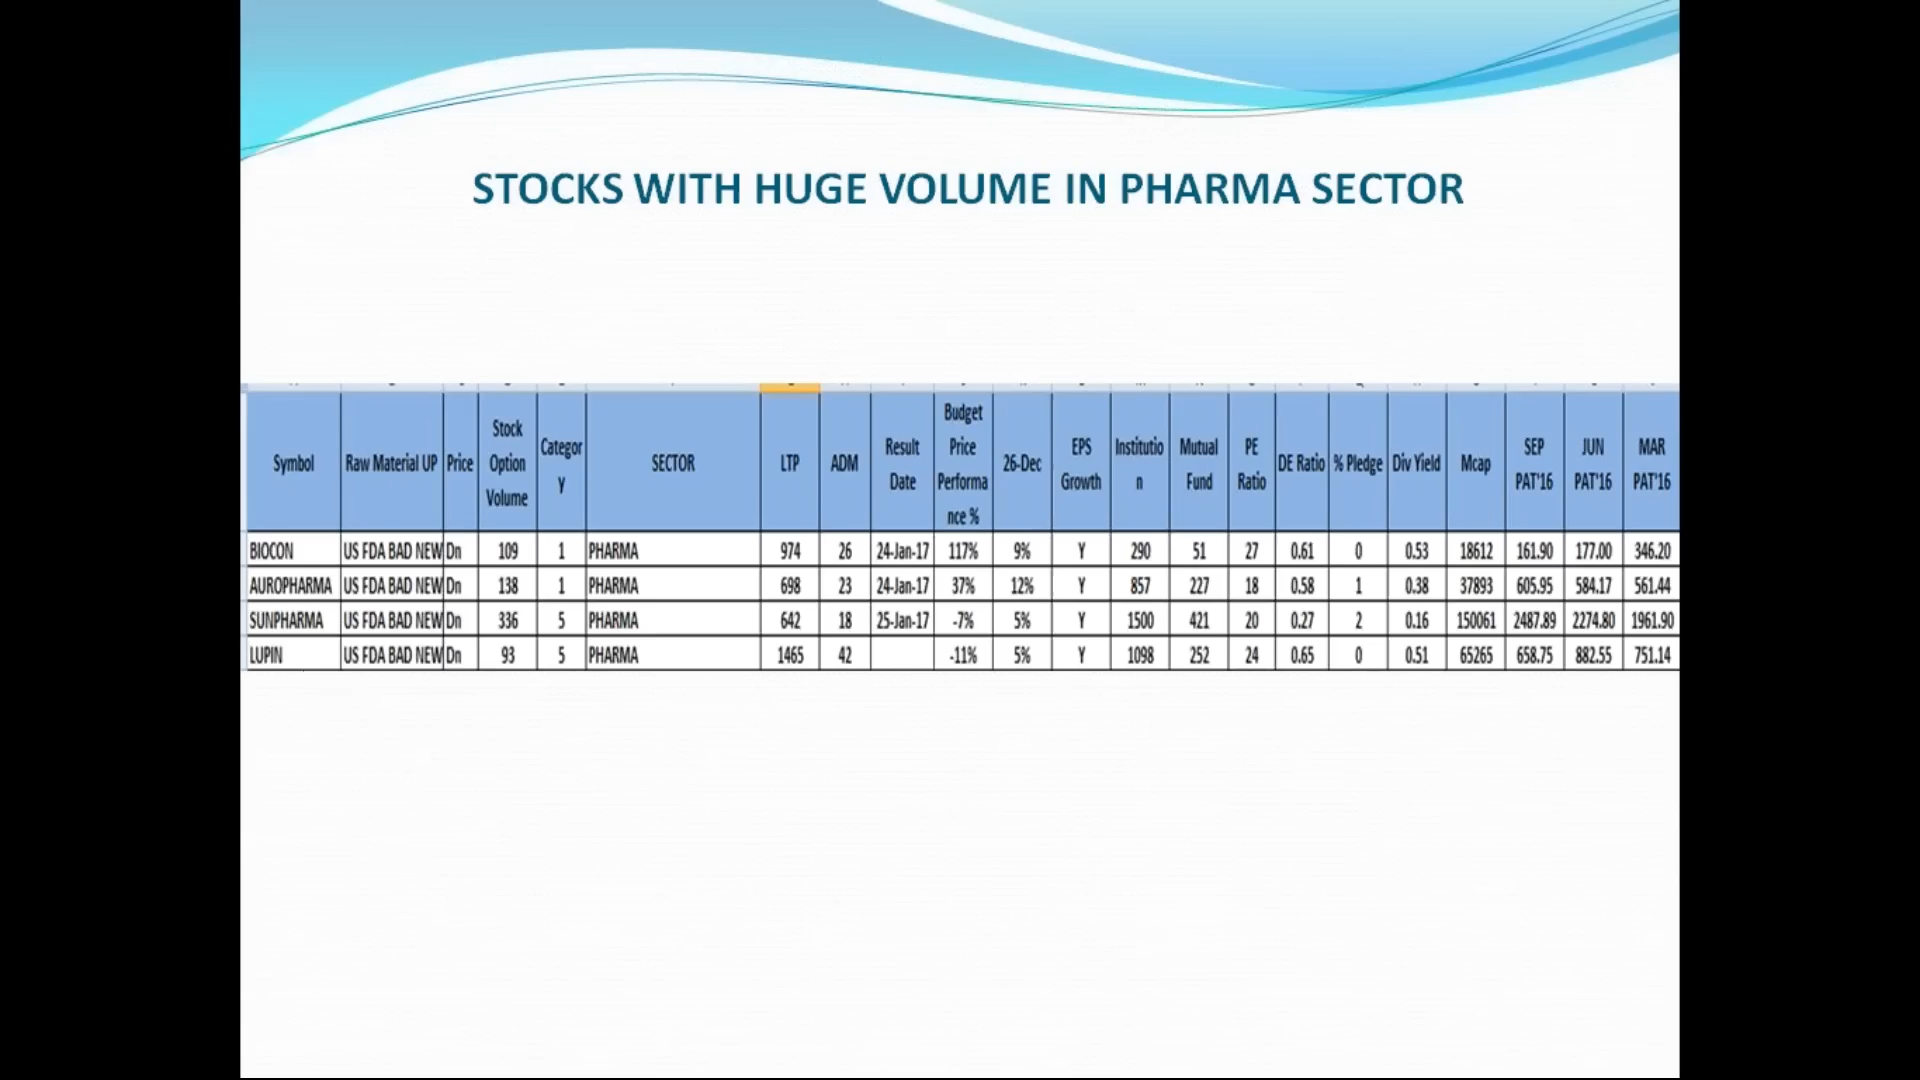 STOCKS WITH HUGE VOLUME IN PHARMA SECTOR
Symbol Raw Material UP Price Stock Option Volume Categor y SECTOR LTP ADM Result Date Budget Price Performa nce % 26-Dec EPS Growth Institutio n Mutual Fund PE Ratio DE Ratio % Pledge Div Yield Mcap SEP PAT'16 JUN PAT'16 MAR PAT'16
BIOCON US FDA BAD NEW Dn 109 1 PHARMA 974 26 24-Jan-17 117% 9% Y 290 51 27 0.61 0 0.53 18612 161.90 177.00 346.20
AUROPHARMA US FDA BAD NEW Dn 138 1 PHARMA 698 23 24-Jan-17 37% 12% Y 857 227 18 0.58 1 0.38 37893 605.95 584.17 561.44
SUNPHARMA US FDA BAD NEW Dn 336 5 PHARMA 642 18 25-Jan-17 -7% 5% Y 1500 421 20 0.27 2 0.16 150061 2487.89 2274.80 1961.90
LUPIN US FDA BAD NEW Dn 93 5 PHARMA 1465 42 -11% 5% Y 1098 252 24 0.65 0 0.51 65265 658.75 882.55 751.14